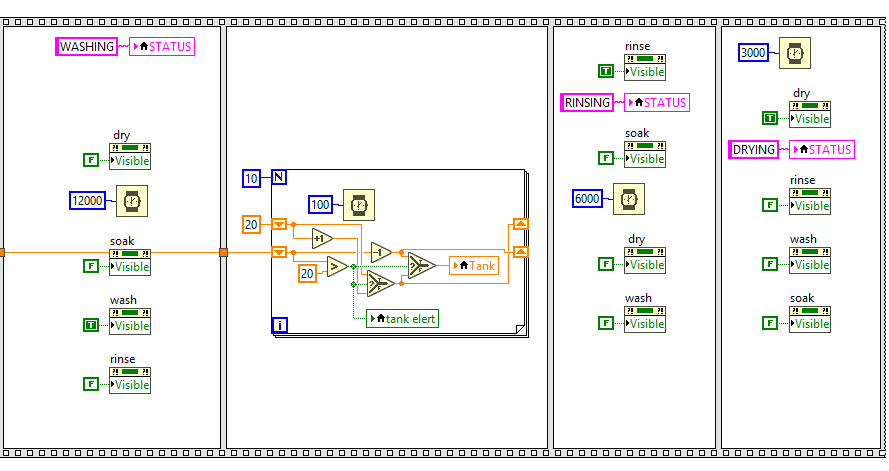 WASHING
STATUS
dry
?! ?!
F
Visible
12000
soak
?! ?!
F
Visible
wash
?! ?!
T
Visible
rinse
?! ?!
F
Visible
10
N
100
20
+1
-1
20
>
?
T
F
?
T
F
Tank
tank elert
i
rinse
?! ?!
T
Visible
RINSING
STATUS
soak
?! ?!
F
Visible
6000
dry
?! ?!
F
Visible
wash
?! ?!
F
Visible
3000
dry
?! ?!
T
Visible
DRYING
STATUS
rinse
?! ?!
F
Visible
wash
?! ?!
F
Visible
soak
?! ?!
F
Visible